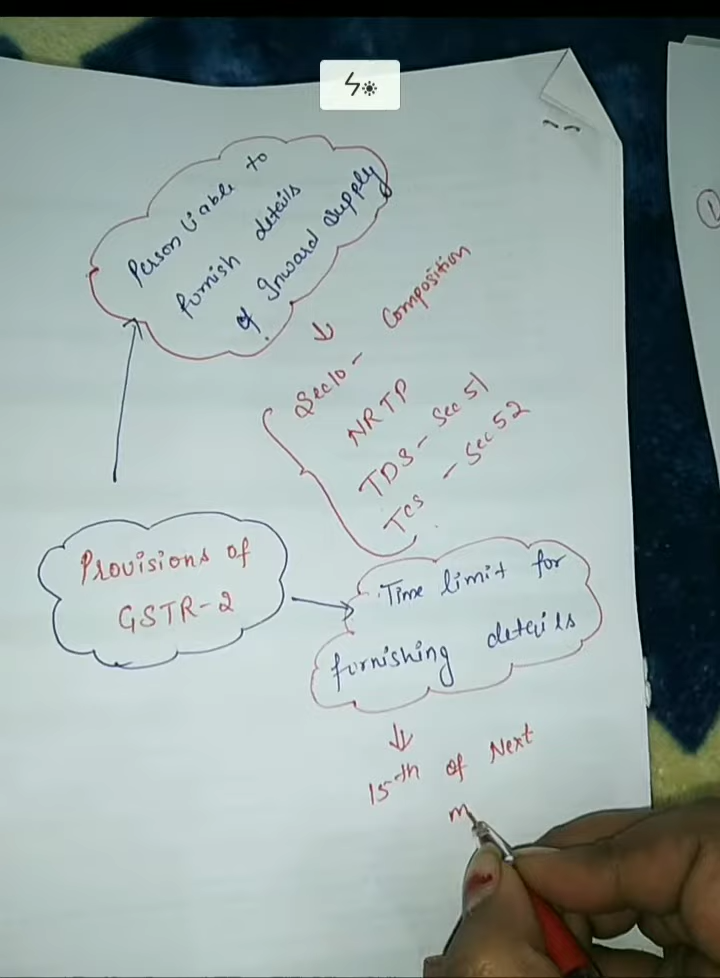 Person liable to
furnish details
of Inward Supply
Sec10 - Composition
NRTP
TDS - Sec 51
TCS - Sec 52
Provisions of
GSTR-2
Time limit for
furnishing details
15th of Next
m
1